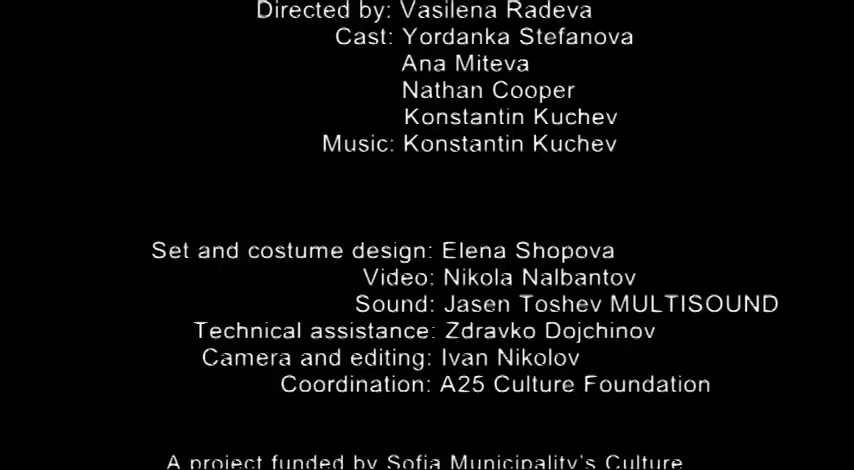 Directed by: Vasilena Radeva
Cast: Yordanka Stefanova
Ana Miteva
Nathan Cooper
Konstantin Kuchev
Music: Konstantin Kuchev
Set and costume design: Elena Shopova
Video: Nikola Nalbantov
Sound: Jasen Toshev MULTISOUND
Technical assistance: Zdravko Dojchinov
Camera and editing: Ivan Nikolov
Coordination: A25 Culture Foundation
A project funded by Sofia Municipality's Culture